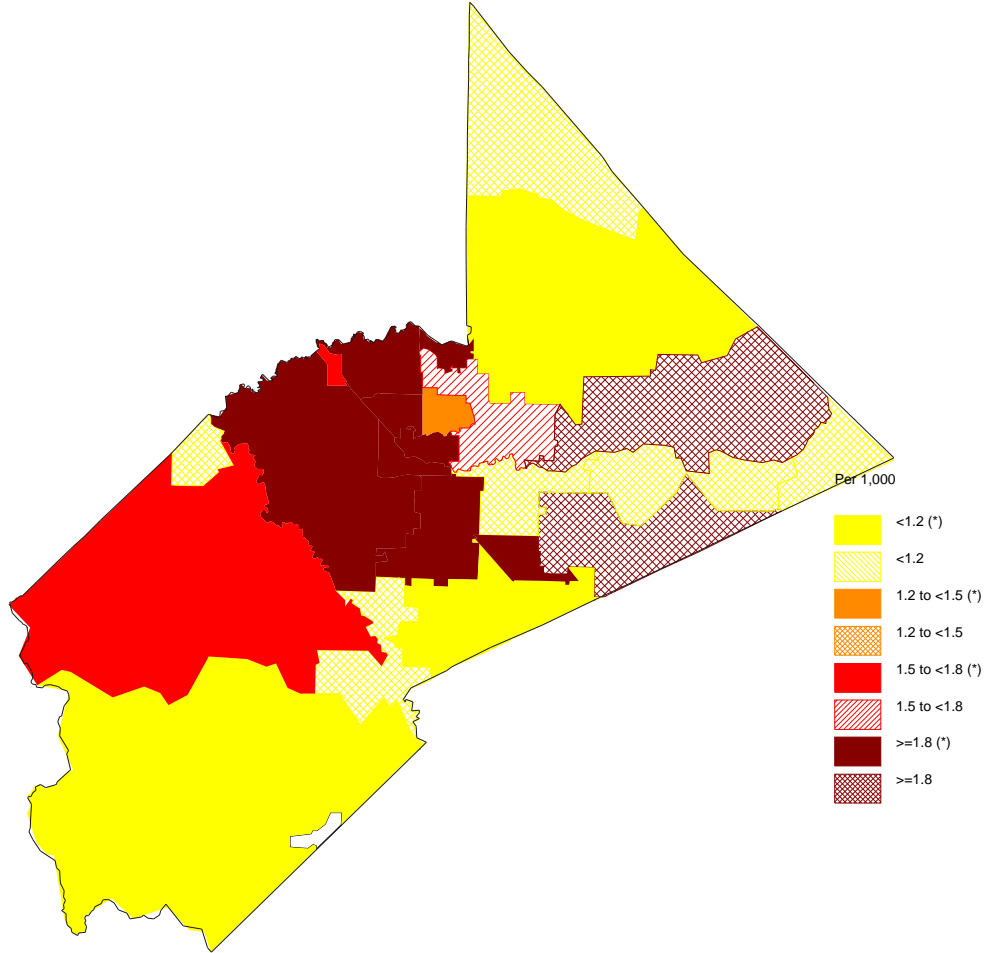 Per 1,000
<1.2 (*)
<1.2
1.2 to <1.5 (*)
1.2 to <1.5
1.5 to <1.8 (*)
1.5 to <1.8
>=1.8 (*)
>=1.8